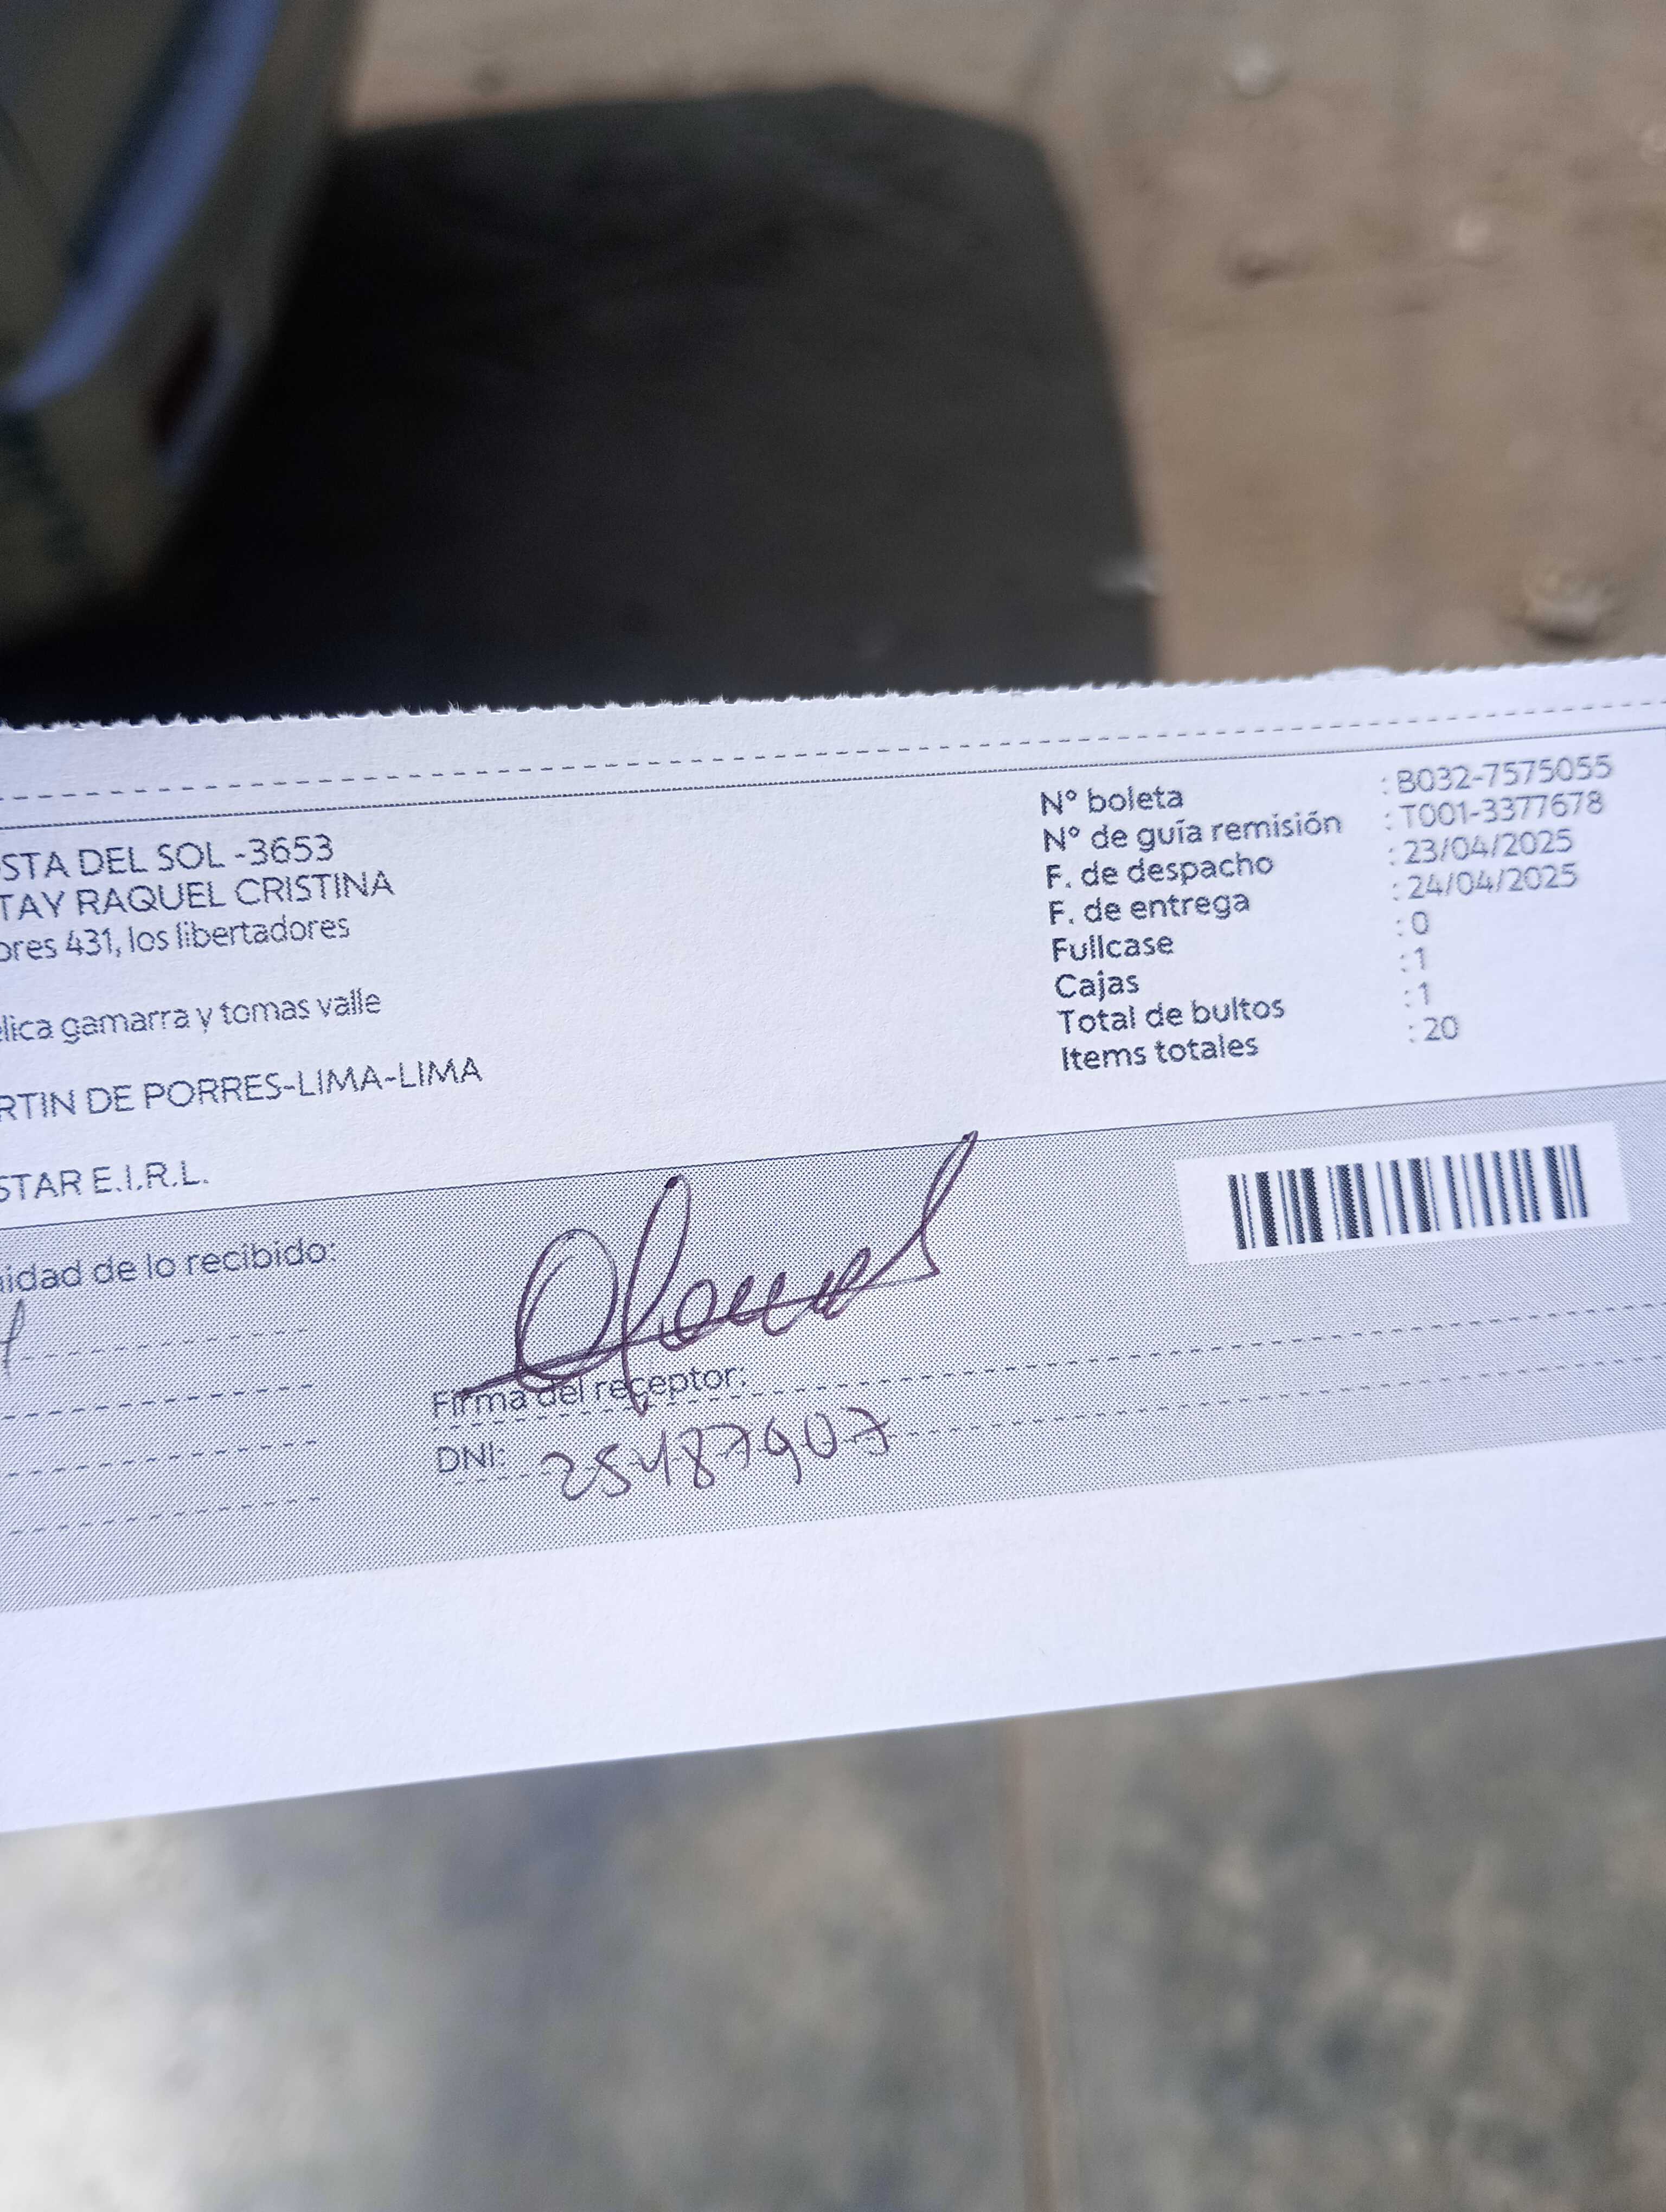 STA DEL SOL -3653
TAY RAQUEL CRISTINA
ores 431, los libertadores
lica gamarra y tomas valle
RTIN DE PORRES-LIMA-LIMA
STAR E.I.R.L.
Nº boleta : B032-7575055
Nº de guía remisión : T001-3377678
F. de despacho : 23/04/2025
F. de entrega : 24/04/2025
Fullcase : 0
Cajas : 1
Total de bultos : 1
Items totales : 20
idad de lo recibido:
Firma del receptor:
DNI: 25487907